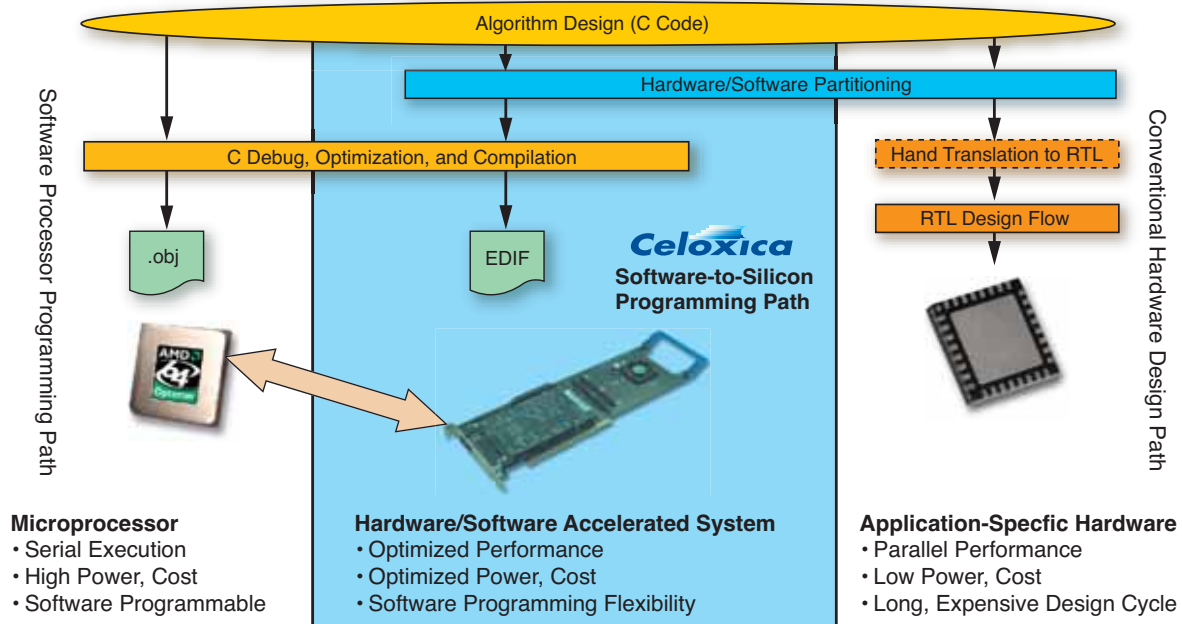 Algorithm Design (C Code)
Hardware/Software Partitioning
C Debug, Optimization, and Compilation
Hand Translation to RTL
RTL Design Flow
.obj
EDIF
Celoxica
Software-to-Silicon
Programming Path
Software Processor Programming Path
Conventional Hardware Design Path
AMD
64
Opteron
Microprocessor
• Serial Execution
• High Power, Cost
• Software Programmable
Hardware/Software Accelerated System
• Optimized Performance
• Optimized Power, Cost
• Software Programming Flexibility
Application-Specfic Hardware
• Parallel Performance
• Low Power, Cost
• Long, Expensive Design Cycle